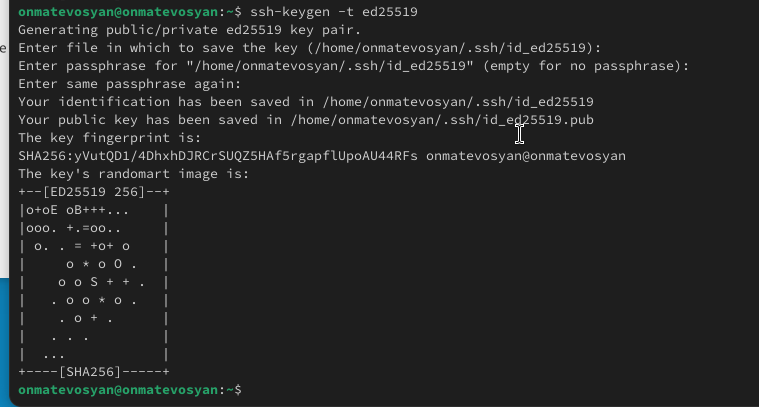 onmatevosyan@onmatevosyan:~$ ssh-keygen -t ed25519
Generating public/private ed25519 key pair.
e Enter file in which to save the key (/home/onmatevosyan/.ssh/id_ed25519):
Enter passphrase for "/home/onmatevosyan/.ssh/id_ed25519" (empty for no passphrase):
Enter same passphrase again:
Your identification has been saved in /home/onmatevosyan/.ssh/id_ed25519
Your public key has been saved in /home/onmatevosyan/.ssh/id_ed25519.pub
The key fingerprint is:
SHA256:yVutQD1/4DhxhDJRCrSUQZ5HAf5rgapflUpoAU44RFs onmatevosyan@onmatevosyan
The key's randomart image is:
+--[ED25519 256]--+
|o+oE oB+++...    |
|ooo. +.=oo..     |
| o. . = +o+ o    |
|     o * o O .   |
|    o o S + + .  |
|   . o o * o .   |
|    . o + .      |
|   . . .         |
|  ...            |
+----[SHA256]-----+
onmatevosyan@onmatevosyan:~$